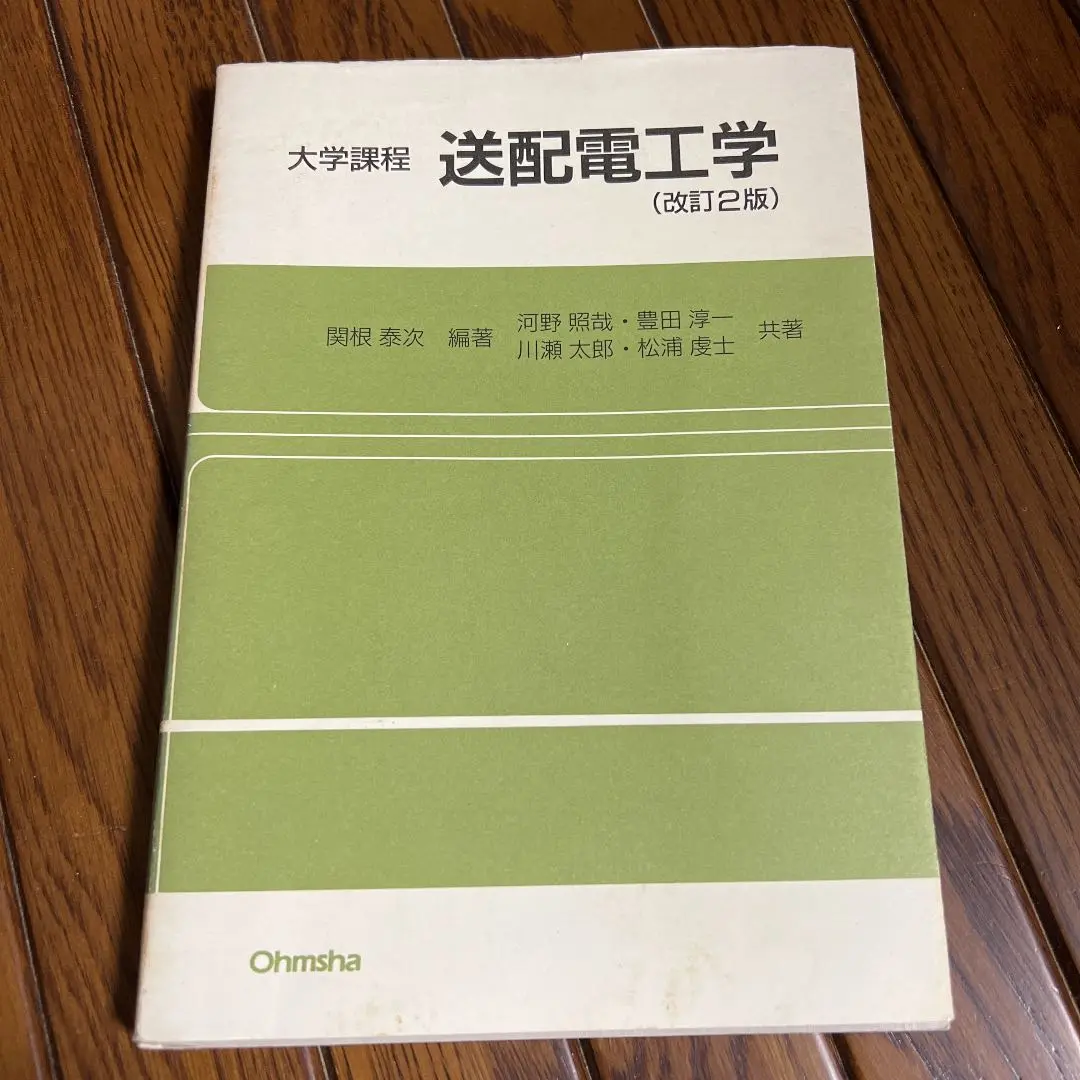 大学課程 送配電工学
(改訂2版)
関根 泰次 編著 河野 照哉・豊田 淳一 共著
川瀬 太郎・松浦 虔士
Ohmsha